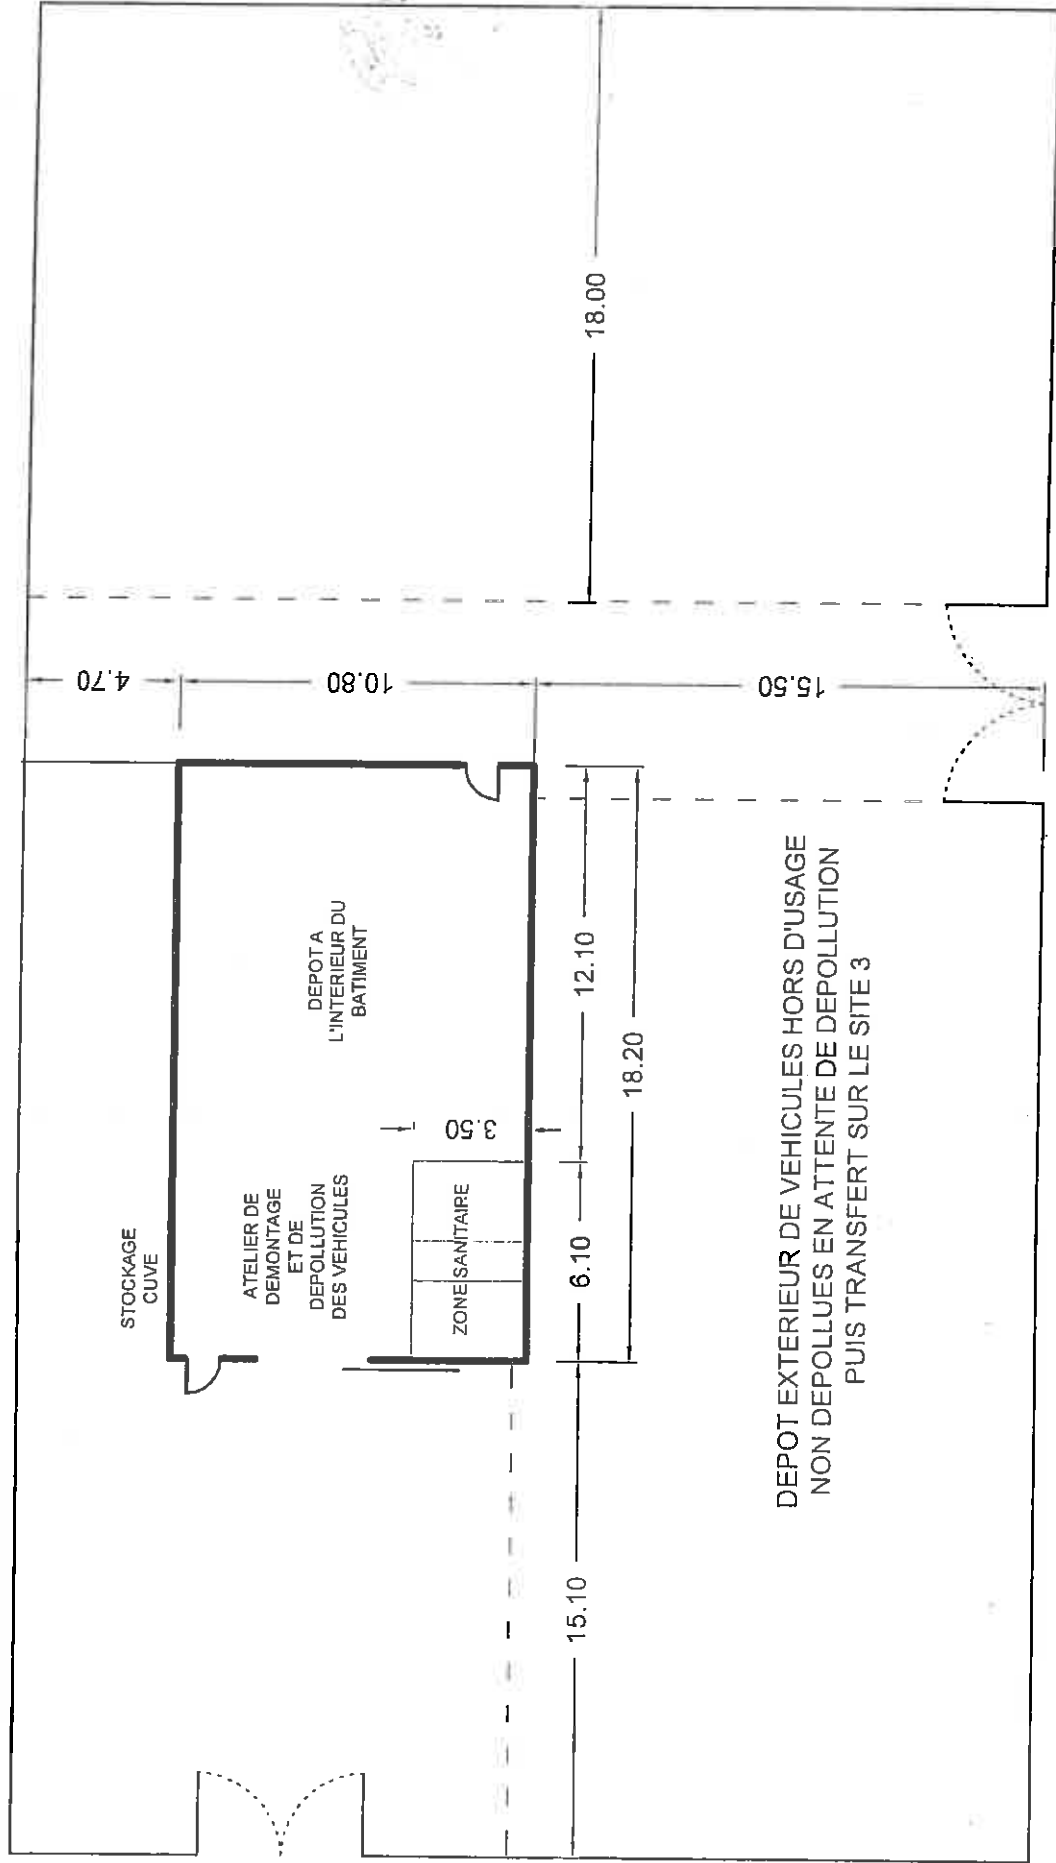 STOCKAGE
CUVE
ATELIER DE
DEMONTAGE
ET DE
DEPOLLUTION
DES VEHICULES
DEPOT A
L'INTERIEUR DU
BATIMENT
ZONE SANITAIRE
3.50
4.70
10.80
15.50
15.10
6.10
12.10
18.20
18.00
DEPOT EXTERIEUR DE VEHICULES HORS D'USAGE
NON DEPOLLUES EN ATTENTE DE DEPOLLUTION
PUIS TRANSFERT SUR LE SITE 3